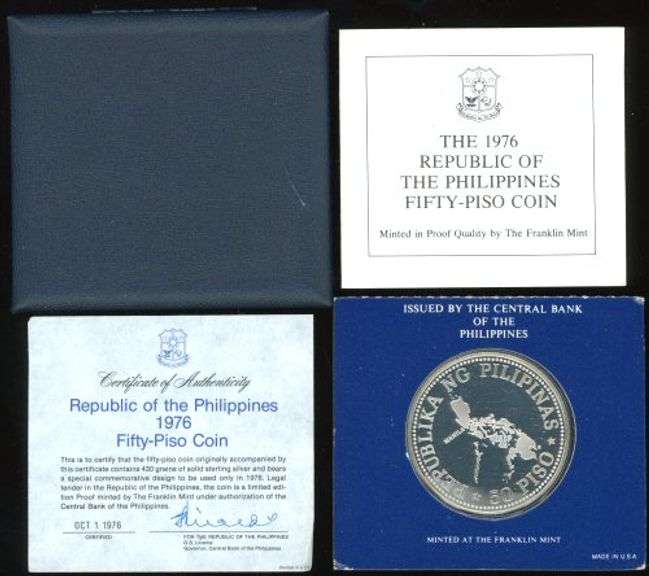 THE 1976
REPUBLIC OF
THE PHILIPPINES
FIFTY-PISO COIN
Minted in Proof Quality by The Franklin Mint
Certificate of Authenticity
Republic of the Philippines
1976
Fifty-Piso Coin
This is to certify that the fifty-piso coin originally accompanied by
this certificate contains 430 grains of solid sterling silver and bears
a special commemorative design to be used only in 1976. Legal
tender in the Republic of the Philippines, the coin is a limited edi-
tion Proof minted by The Franklin Mint under authorization of the
Central Bank of the Philippines.
OCT 1 1976
CERTIFIED
FOR THE REPUBLIC OF THE PHILIPPINES
G.S. Licaros
Governor, Central Bank of the Philippines
ISSUED BY THE CENTRAL BANK
OF THE
PHILIPPINES
REPUBLIKA NG PILIPINAS
MANILA
50 PISO
MINTED AT THE FRANKLIN MINT
MADE IN U.S.A.